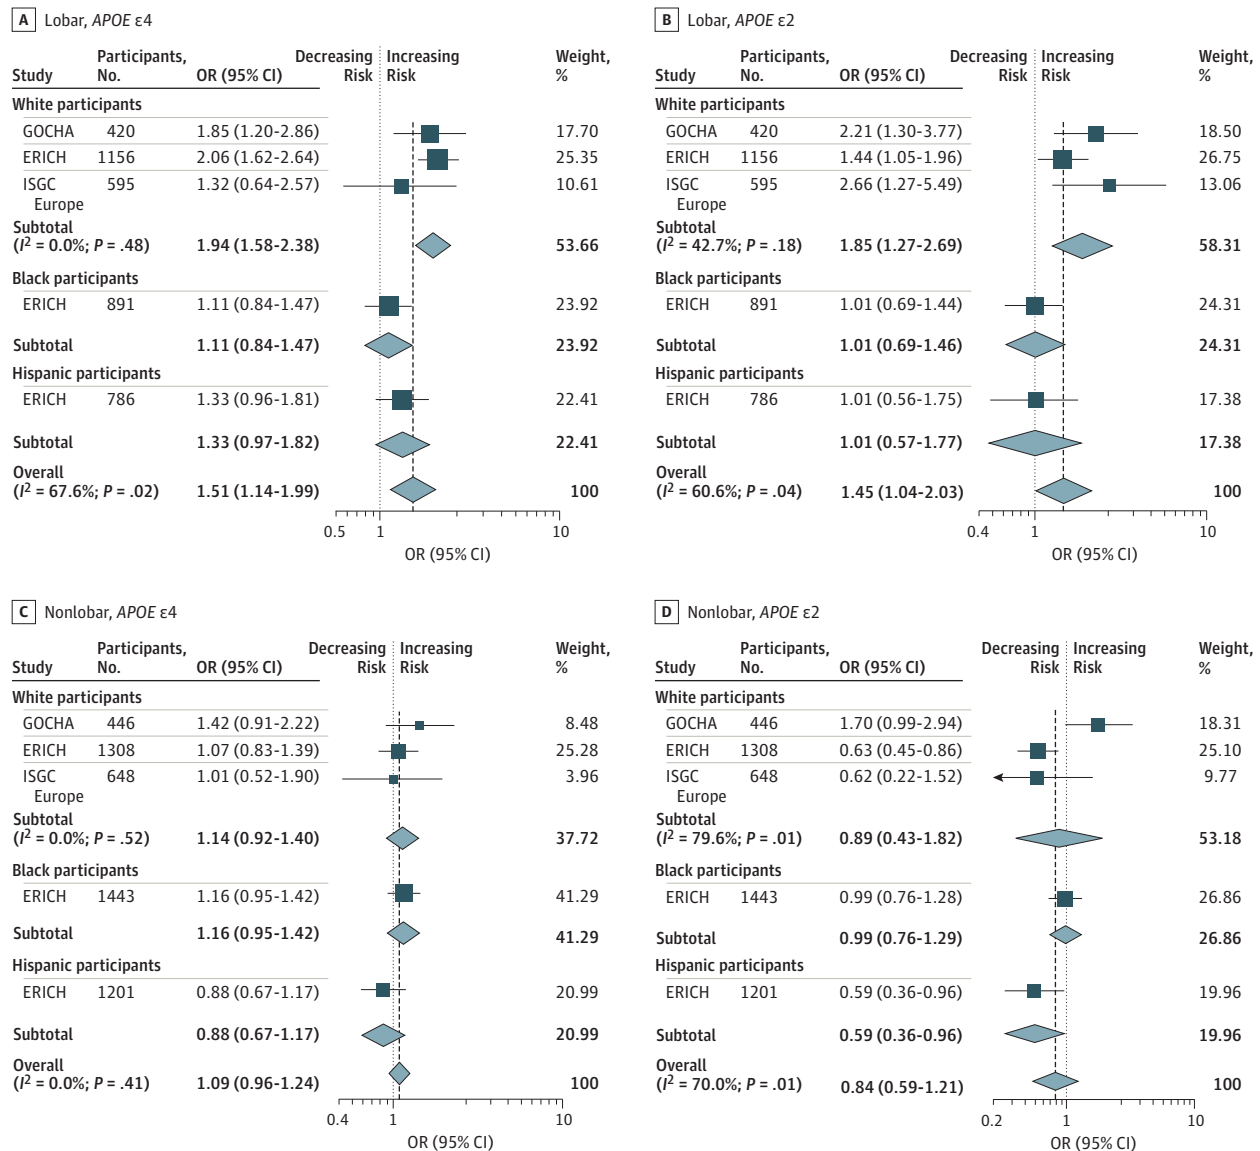 A Lobar, APOE ε4
Study Participants, No. OR (95% CI) Decreasing Risk Increasing Risk Weight, %
White participants
GOCHA 420 1.85 (1.20-2.86) 17.70
ERICH 1156 2.06 (1.62-2.64) 25.35
ISGC Europe 595 1.32 (0.64-2.57) 10.61
Subtotal
(I² = 0.0%; P = .48) 1.94 (1.58-2.38) 53.66
Black participants
ERICH 891 1.11 (0.84-1.47) 23.92
Subtotal 1.11 (0.84-1.47) 23.92
Hispanic participants
ERICH 786 1.33 (0.96-1.81) 22.41
Subtotal 1.33 (0.97-1.82) 22.41
Overall
(I² = 67.6%; P = .02) 1.51 (1.14-1.99) 100
0.5 1 10
OR (95% CI)
B Lobar, APOE ε2
Study Participants, No. OR (95% CI) Decreasing Risk Increasing Risk Weight, %
White participants
GOCHA 420 2.21 (1.30-3.77) 18.50
ERICH 1156 1.44 (1.05-1.96) 26.75
ISGC Europe 595 2.66 (1.27-5.49) 13.06
Subtotal
(I² = 42.7%; P = .18) 1.85 (1.27-2.69) 58.31
Black participants
ERICH 891 1.01 (0.69-1.44) 24.31
Subtotal 1.01 (0.69-1.46) 24.31
Hispanic participants
ERICH 786 1.01 (0.56-1.75) 17.38
Subtotal 1.01 (0.57-1.77) 17.38
Overall
(I² = 60.6%; P = .04) 1.45 (1.04-2.03) 100
0.4 1 10
OR (95% CI)
C Nonlobar, APOE ε4
Study Participants, No. OR (95% CI) Decreasing Risk Increasing Risk Weight, %
White participants
GOCHA 446 1.42 (0.91-2.22) 8.48
ERICH 1308 1.07 (0.83-1.39) 25.28
ISGC Europe 648 1.01 (0.52-1.90) 3.96
Subtotal
(I² = 0.0%; P = .52) 1.14 (0.92-1.40) 37.72
Black participants
ERICH 1443 1.16 (0.95-1.42) 41.29
Subtotal 1.16 (0.95-1.42) 41.29
Hispanic participants
ERICH 1201 0.88 (0.67-1.17) 20.99
Subtotal 0.88 (0.67-1.17) 20.99
Overall
(I² = 0.0%; P = .41) 1.09 (0.96-1.24) 100
0.4 1 10
OR (95% CI)
D Nonlobar, APOE ε2
Study Participants, No. OR (95% CI) Decreasing Risk Increasing Risk Weight, %
White participants
GOCHA 446 1.70 (0.99-2.94) 18.31
ERICH 1308 0.63 (0.45-0.86) 25.10
ISGC Europe 648 0.62 (0.22-1.52) 9.77
Subtotal
(I² = 79.6%; P = .01) 0.89 (0.43-1.82) 53.18
Black participants
ERICH 1443 0.99 (0.76-1.28) 26.86
Subtotal 0.99 (0.76-1.29) 26.86
Hispanic participants
ERICH 1201 0.59 (0.36-0.96) 19.96
Subtotal 0.59 (0.36-0.96) 19.96
Overall
(I² = 70.0%; P = .01) 0.84 (0.59-1.21) 100
0.2 1 10
OR (95% CI)